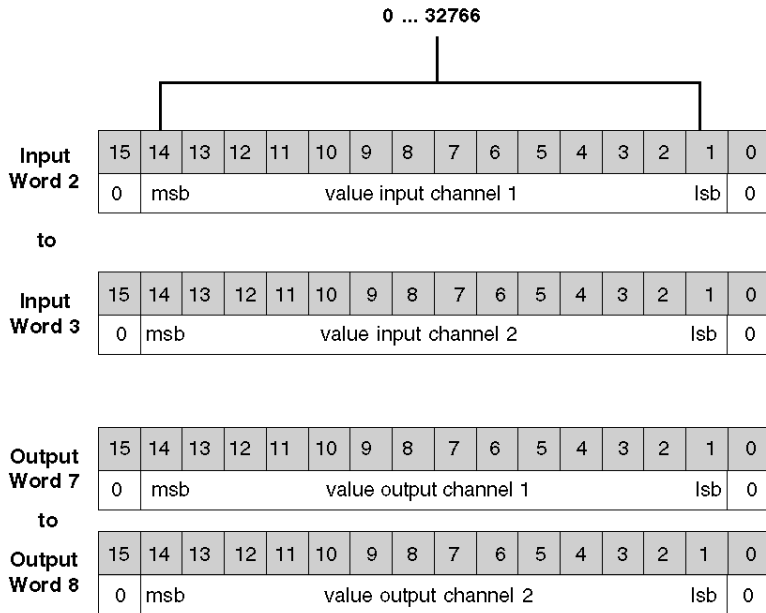 0 ... 32766
Input Word 2
15 14 13 12 11 10 9 8 7 6 5 4 3 2 1 0
0 msb value input channel 1 lsb 0
to
Input Word 3
15 14 13 12 11 10 9 8 7 6 5 4 3 2 1 0
0 msb value input channel 2 lsb 0
Output Word 7
15 14 13 12 11 10 9 8 7 6 5 4 3 2 1 0
0 msb value output channel 1 lsb 0
to
Output Word 8
15 14 13 12 11 10 9 8 7 6 5 4 3 2 1 0
0 msb value output channel 2 lsb 0